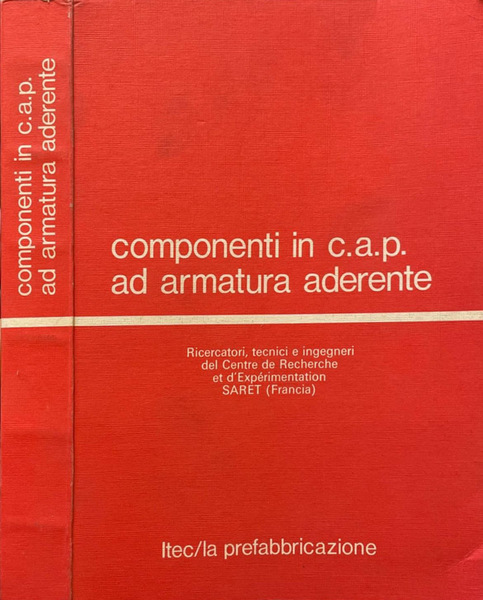 componenti in c.a.p.
ad armatura aderente
componenti in c.a.p.
ad armatura aderente
Ricercatori, tecnici e ingegneri
del Centre de Recherche
et d'Expérimentation
SARET (Francia)
Itec/la prefabbricazione